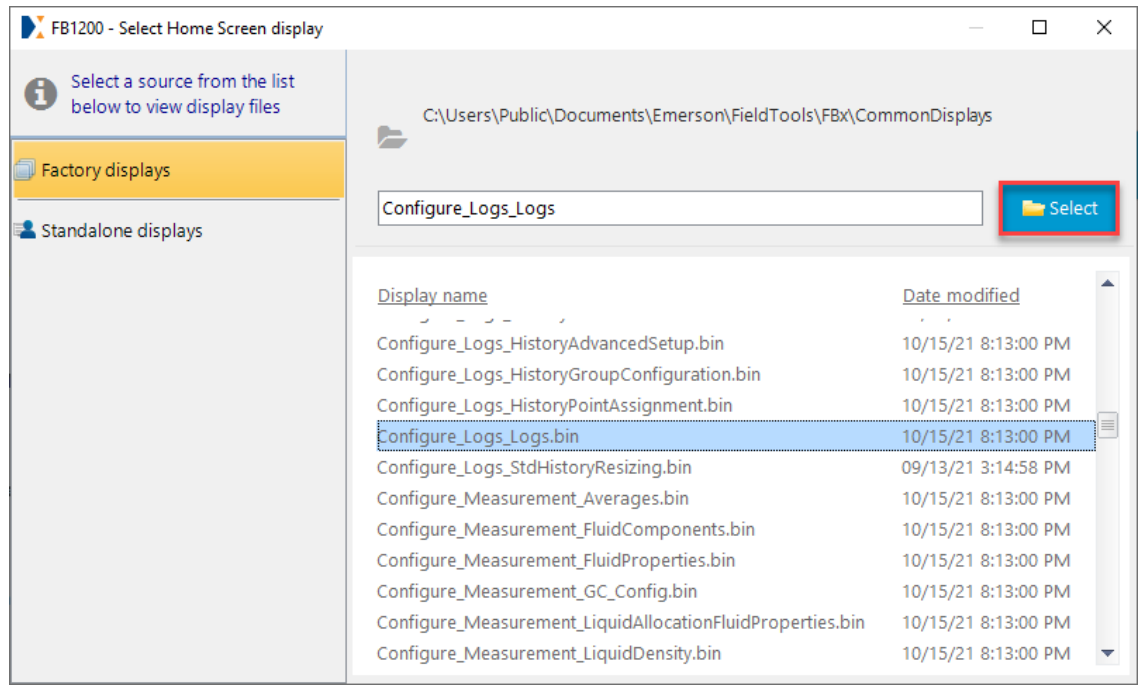 FB1200 - Select Home Screen display
Select a source from the list
below to view display files
Factory displays
Standalone displays
C:\Users\Public\Documents\Emerson\FieldTools\FBx\CommonDisplays
Configure_Logs_Logs
Select
Display name Date modified
Configure_Logs_HistoryAdvancedSetup.bin 10/15/21 8:13:00 PM
Configure_Logs_HistoryGroupConfiguration.bin 10/15/21 8:13:00 PM
Configure_Logs_HistoryPointAssignment.bin 10/15/21 8:13:00 PM
Configure_Logs_Logs.bin 10/15/21 8:13:00 PM
Configure_Logs_StdHistoryResizing.bin 09/13/21 3:14:58 PM
Configure_Measurement_Averages.bin 10/15/21 8:13:00 PM
Configure_Measurement_FluidComponents.bin 10/15/21 8:13:00 PM
Configure_Measurement_FluidProperties.bin 10/15/21 8:13:00 PM
Configure_Measurement_GC_Config.bin 10/15/21 8:13:00 PM
Configure_Measurement_LiquidAllocationFluidProperties.bin 10/15/21 8:13:00 PM
Configure_Measurement_LiquidDensity.bin 10/15/21 8:13:00 PM